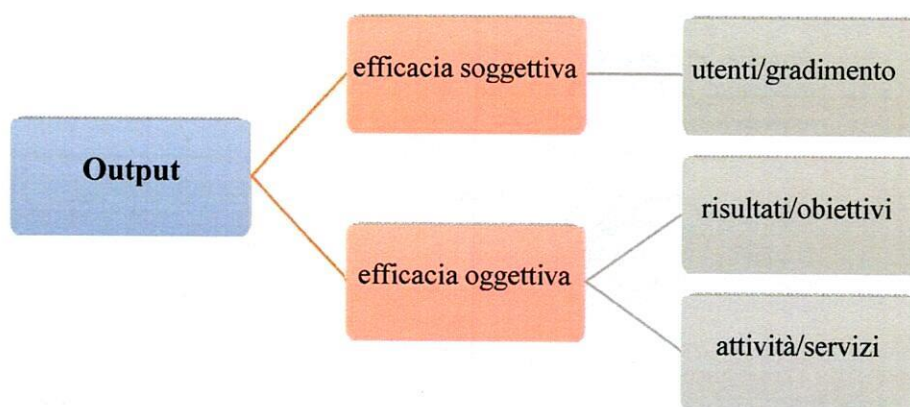 efficacia soggettiva
utenti/gradimento
Output
risultati/obiettivi
efficacia oggettiva
attività/servizi